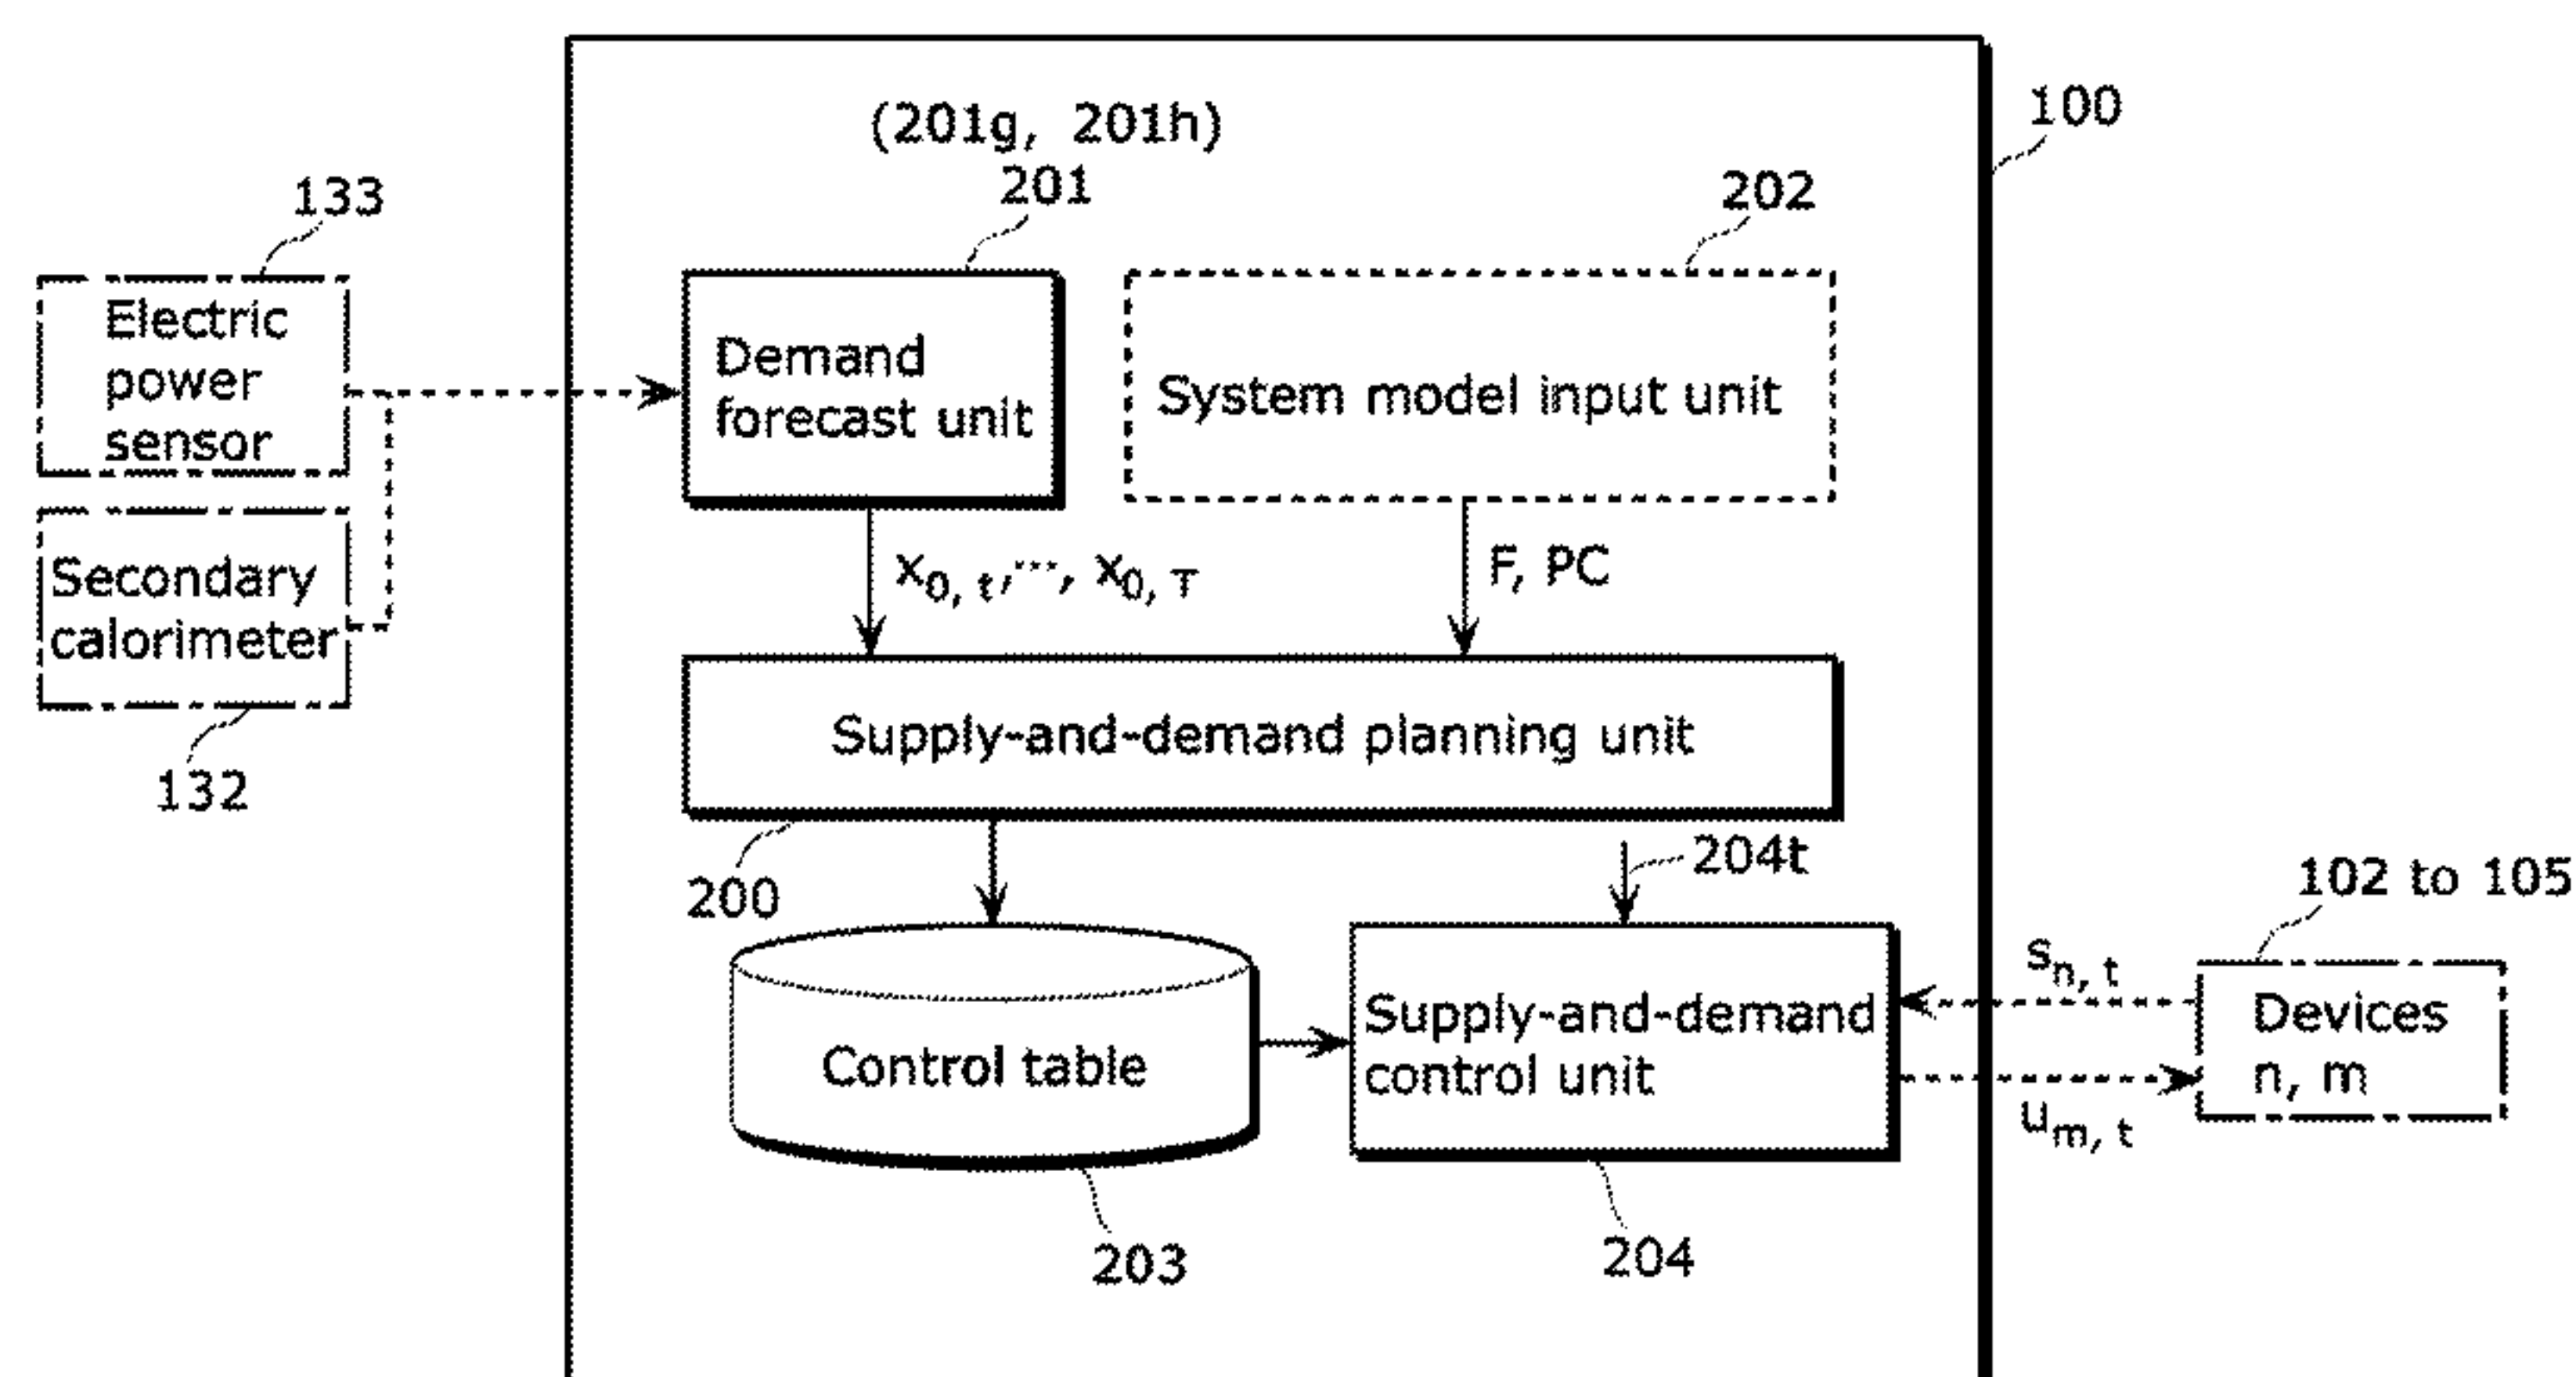 100
(201g, 201h)
201
202
133
Electric
power
sensor
Demand
forecast unit
System model input unit
Secondary
calorimeter
132
x0, t,···, x0, T
F, PC
Supply-and-demand planning unit
200
204t
102 to 105
Control table
Supply-and-demand
control unit
sn, t
um, t
Devices
n, m
203
204